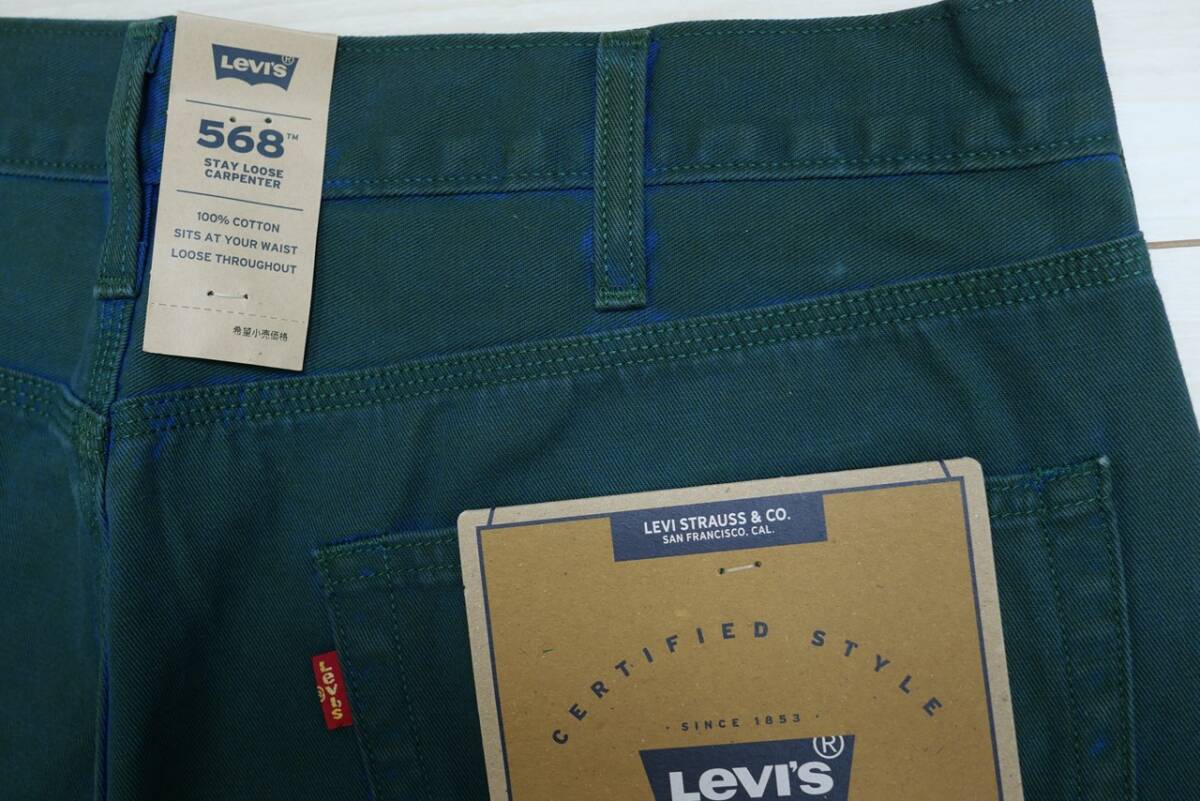 Levi's®
568™
STAY LOOSE
CARPENTER
100% COTTON
SITS AT YOUR WAIST
LOOSE THROUGHOUT
希望小売価格
LEVI STRAUSS & CO.
SAN FRANCISCO. CAL.
CERTIFIED STYLE
· SINCE 1853 ·
Levi's®
Levi's®